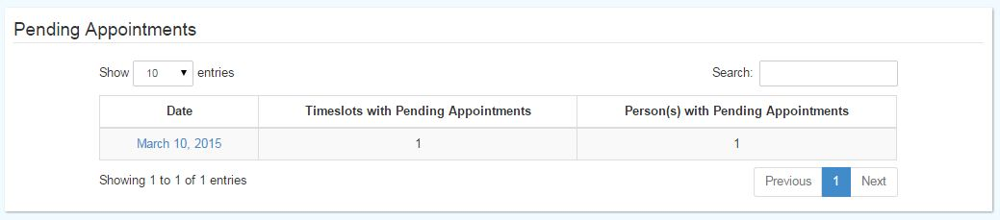 Pending Appointments
Show 10 entries Search:
Date Timeslots with Pending Appointments Person(s) with Pending Appointments
March 10, 2015 1 1
Showing 1 to 1 of 1 entries Previous 1 Next